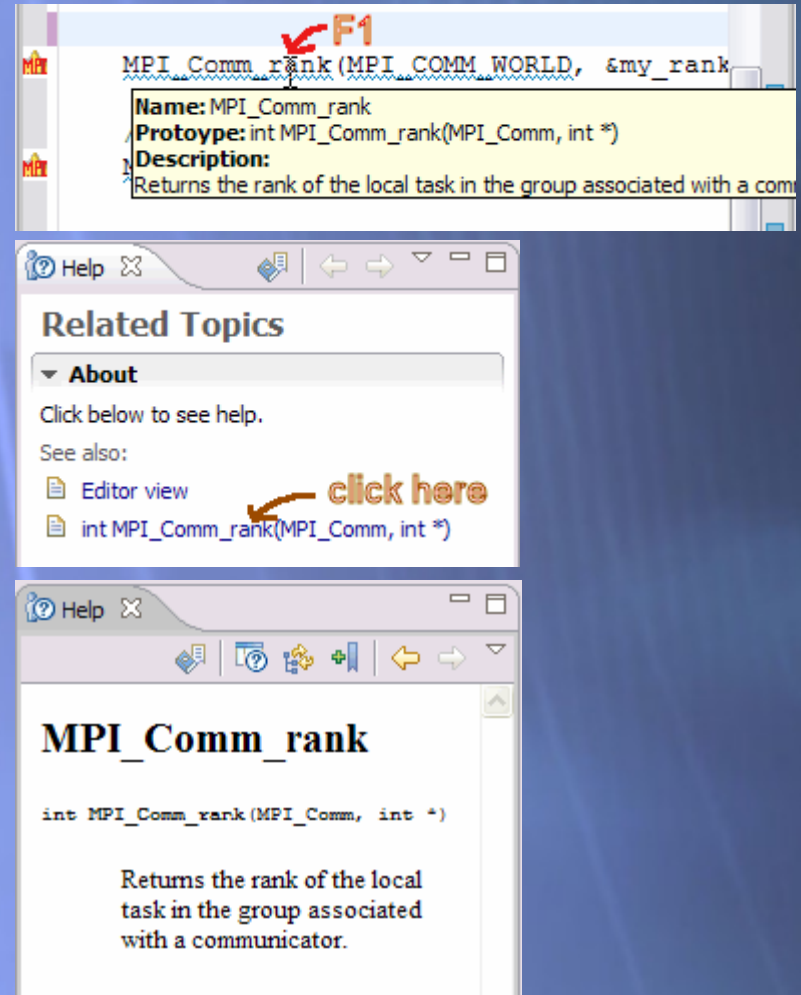 F1
MPI
MPI_Comm_rank(MPI_COMM_WORLD, &my_rank
Name: MPI_Comm_rank
Protoype: int MPI_Comm_rank(MPI_Comm, int *)
MPI
Description:
Returns the rank of the local task in the group associated with a com
Help
Related Topics
About
Click below to see help.
See also:
Editor view
click here
int MPI_Comm_rank(MPI_Comm, int *)
Help
MPI_Comm_rank
int MPI_Comm_rank(MPI_Comm, int *)
Returns the rank of the local
task in the group associated
with a communicator.